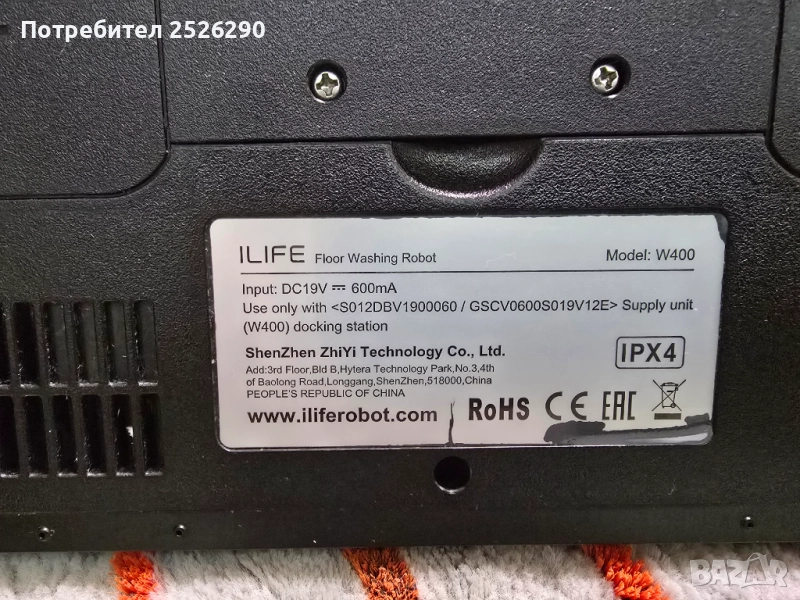 Потребител 2526290
ILIFE Floor Washing Robot Model: W400
Input: DC19V ⎓ 600mA
Use only with <S012DBV1900060 / GSCV0600S019V12E> Supply unit
(W400) docking station
ShenZhen ZhiYi Technology Co., Ltd.
Add:3rd Floor,Bld B,Hytera Technology Park,No.3,4th
of Baolong Road,Longgang,ShenZhen,518000,China
PEOPLE'S REPUBLIC OF CHINA
IPX4
www.iliferobot.com RoHS CE EAC
BAZAR